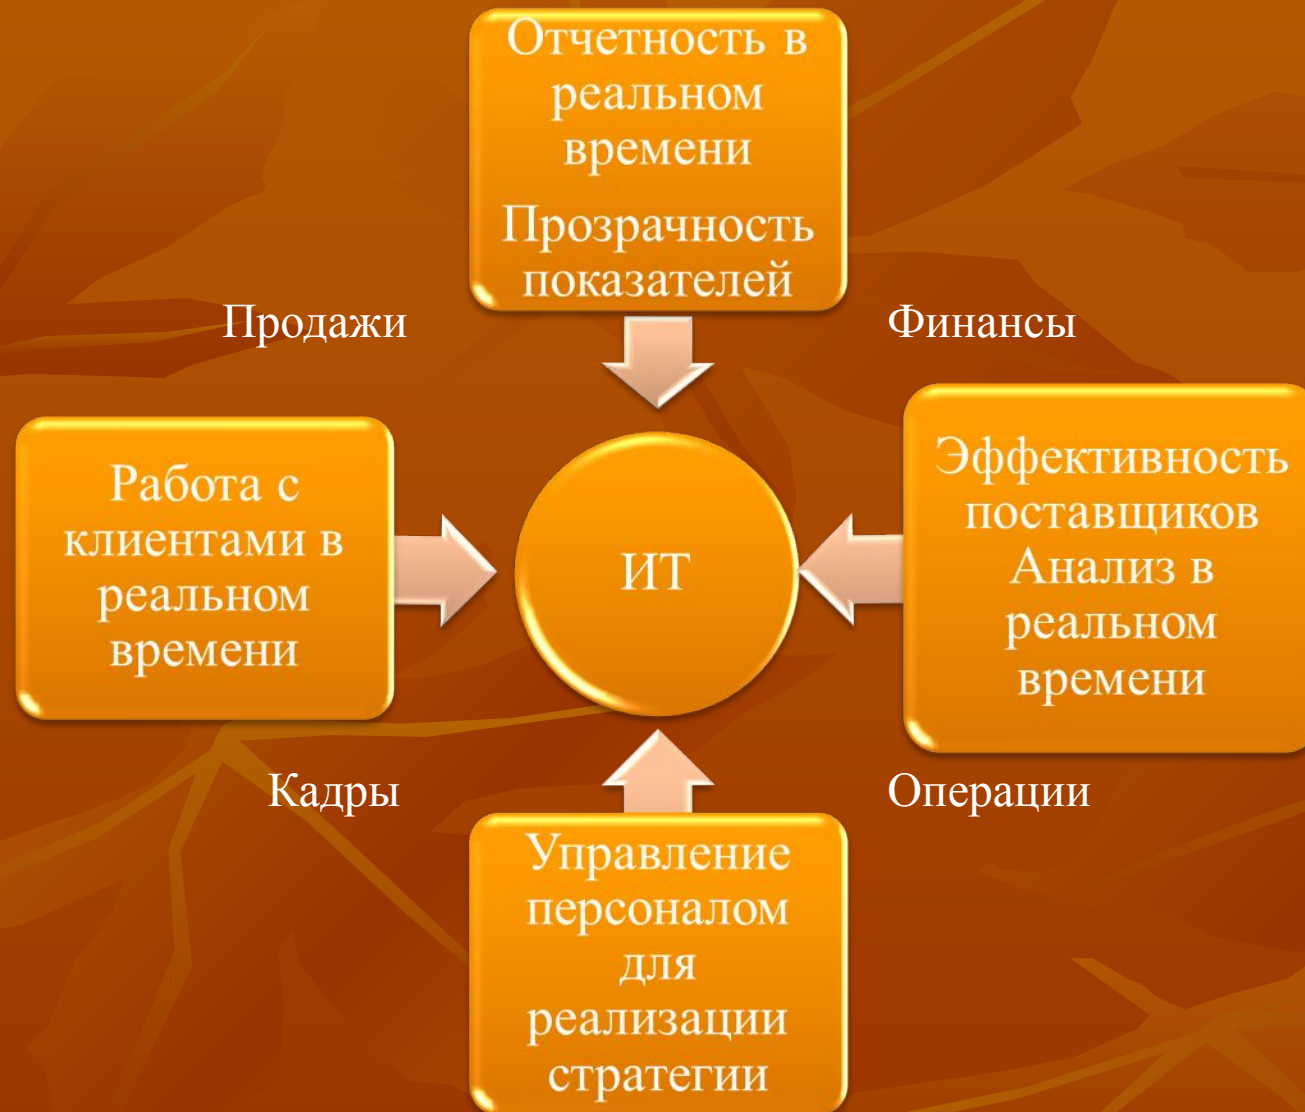 Отчетность в
реальном
времени
Прозрачность
показателей
Продажи
Финансы
Работа с
клиентами в
реальном
времени
ИТ
Эффективность
поставщиков
Анализ в
реальном
времени
Кадры
Операции
Управление
персоналом
для
реализации
стратегии